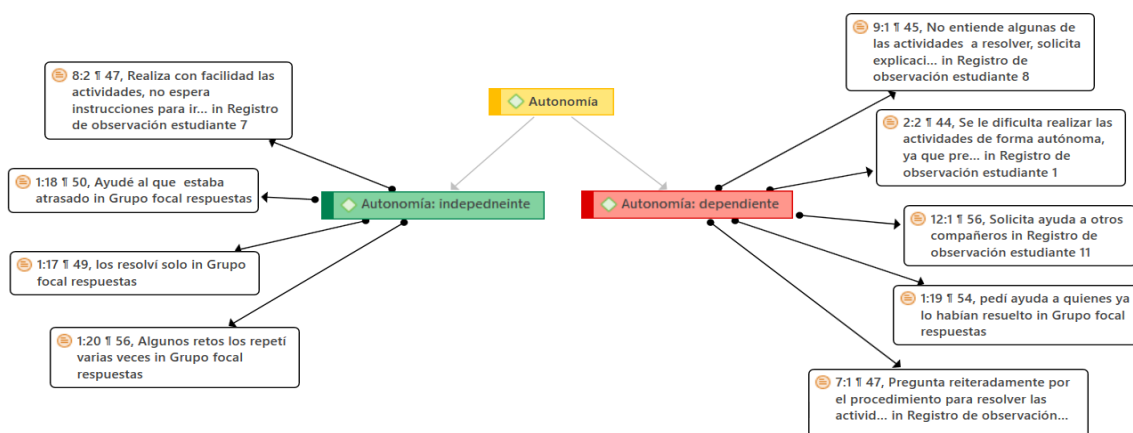 Autonomía
8:2 ¶ 47, Realiza con facilidad las
actividades, no espera
instrucciones para ir... in Registro
de observación estudiante 7
1:18 ¶ 50, Ayudé al que estaba
atrasado in Grupo focal respuestas
1:17 ¶ 49, los resolví solo in Grupo
focal respuestas
1:20 ¶ 56, Algunos retos los repetí
varias veces in Grupo focal
respuestas
Autonomía: indepedneinte
Autonomía: dependiente
9:1 ¶ 45, No entiende algunas de
las actividades a resolver, solicita
explicaci... in Registro de
observación estudiante 8
2:2 ¶ 44, Se le dificulta realizar las
actividades de forma autónoma,
ya que pre... in Registro de
observación estudiante 1
12:1 ¶ 56, Solicita ayuda a otros
compañeros in Registro de
observación estudiante 11
1:19 ¶ 54, pedí ayuda a quienes ya
lo habían resuelto in Grupo focal
respuestas
7:1 ¶ 47, Pregunta reiteradamente por
el procedimiento para resolver las
activid... in Registro de observación...